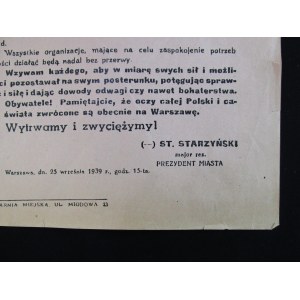 d.
Wszystkie organizacje, mające na celu zaspokojenie potrzeb
ności działać będą nadal bez przerwy.
Wzywam każdego, aby w miarę swych sił i możli-
pozostawał na swym posterunku, potęgując spraw-
i siłę i dając dowody odwagi czy nawet bohaterstwa.
Obywatele! Pamiętajcie, że oczy całej Polski i ca-
świata zwrócone są obecnie na Warszawę.
Wytrwamy i zwyciężymy!
(—) ST. STARZYŃSKI
major rez.
PREZYDENT MIASTA
Warszawa, dn. 25 września 1939 r., godz. 15-ta.
MIEJSKA, UL. MIODOWA